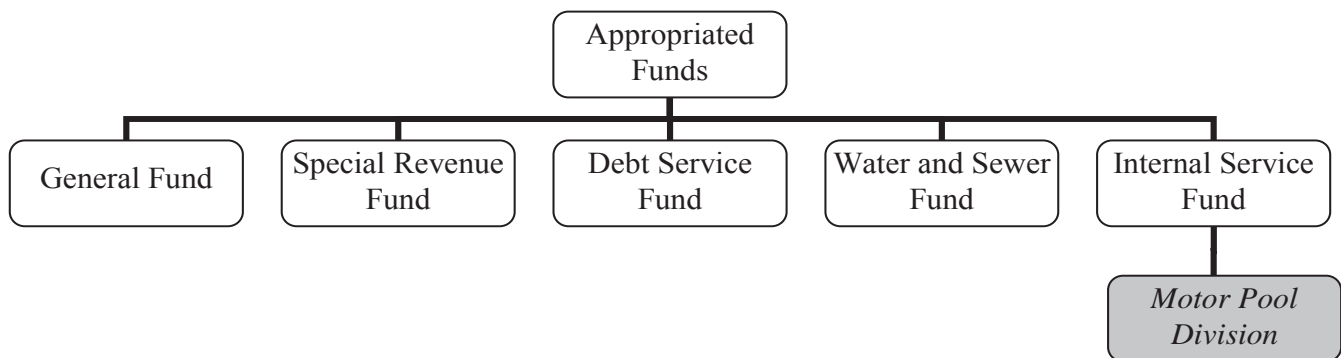 Appropriated
Funds
General Fund
Special Revenue
Fund
Debt Service
Fund
Water and Sewer
Fund
Internal Service
Fund
Motor Pool
Division